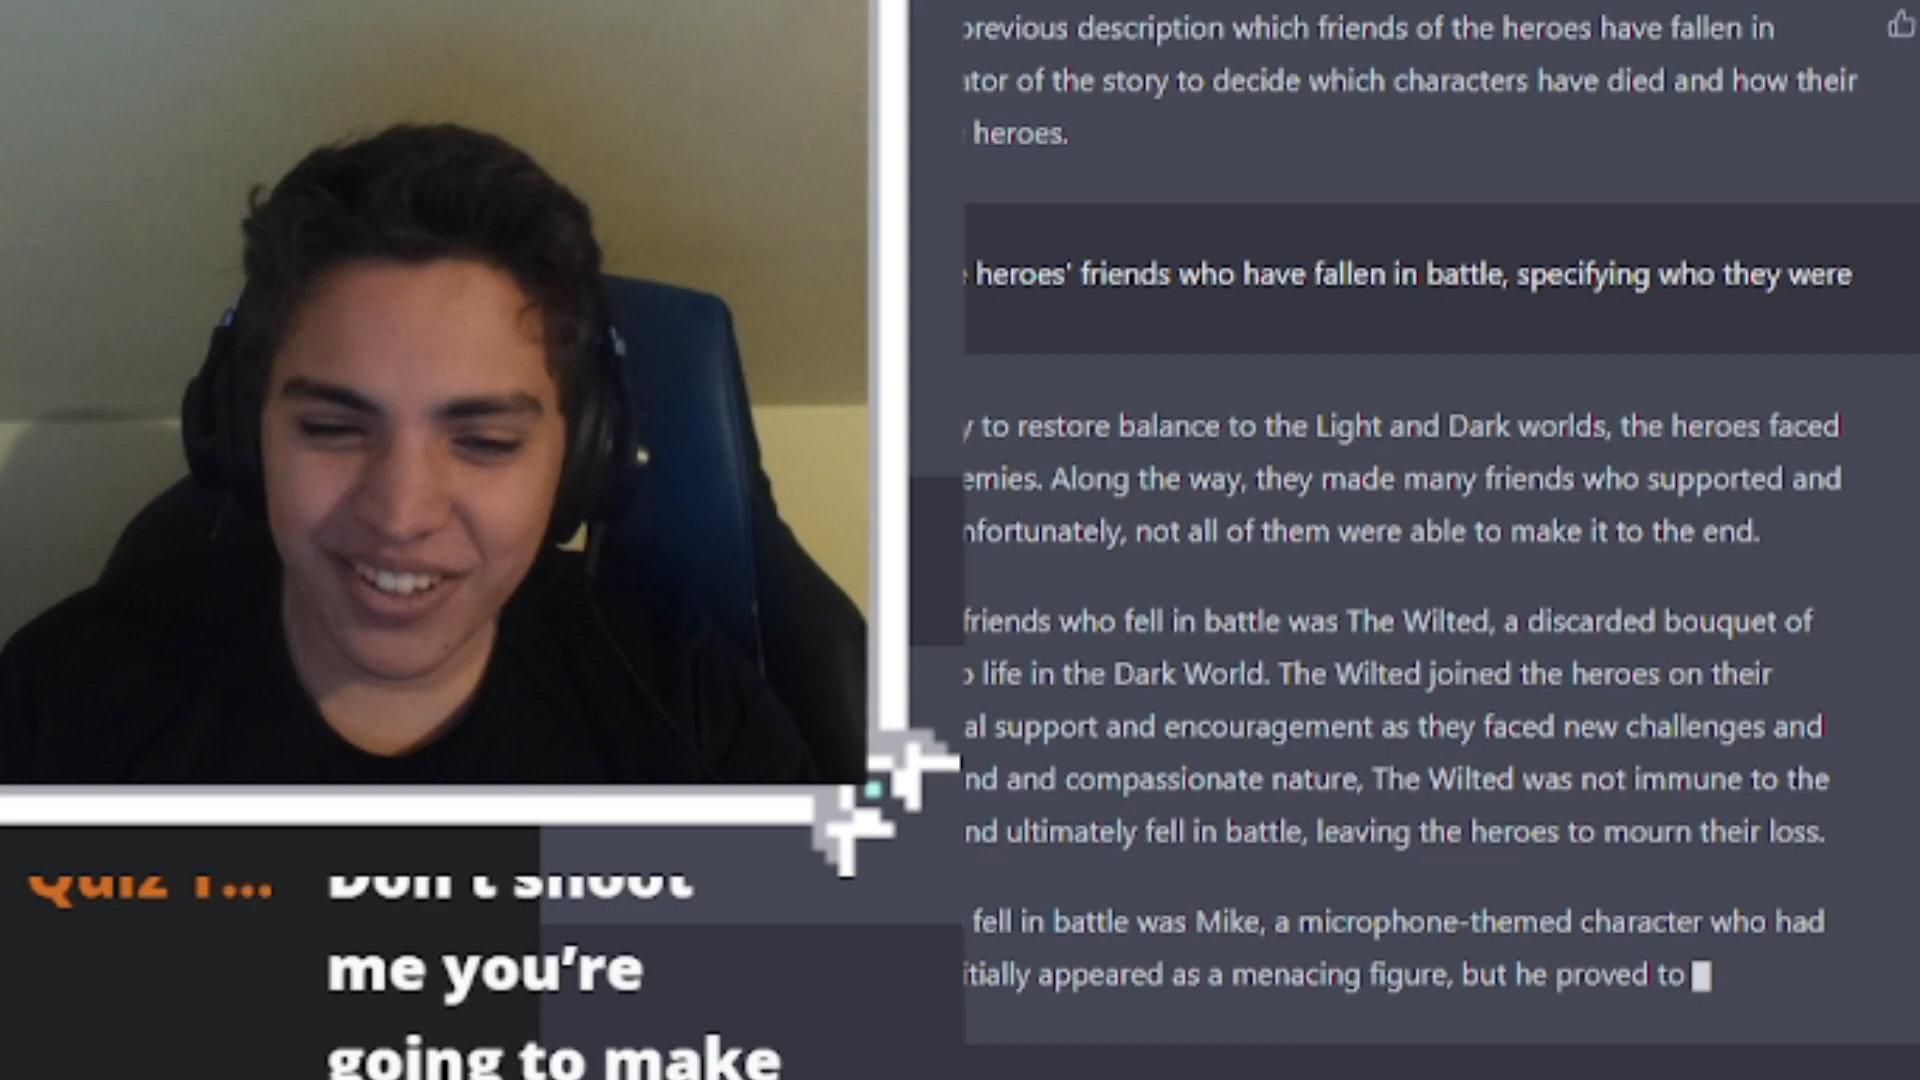 previous description which friends of the heroes have fallen in
ator of the story to decide which characters have died and how their
heroes.
heroes' friends who have fallen in battle, specifying who they were
y to restore balance to the Light and Dark worlds, the heroes faced
emies. Along the way, they made many friends who supported and
nfortunately, not all of them were able to make it to the end.
friends who fell in battle was The Wilted, a discarded bouquet of
o life in the Dark World. The Wilted joined the heroes on their
al support and encouragement as they faced new challenges and
nd and compassionate nature, The Wilted was not immune to the
nd ultimately fell in battle, leaving the heroes to mourn their loss.
fell in battle was Mike, a microphone-themed character who had
itially appeared as a menacing figure, but he proved to
Quiz T... Don't shoot
me you're
going to make